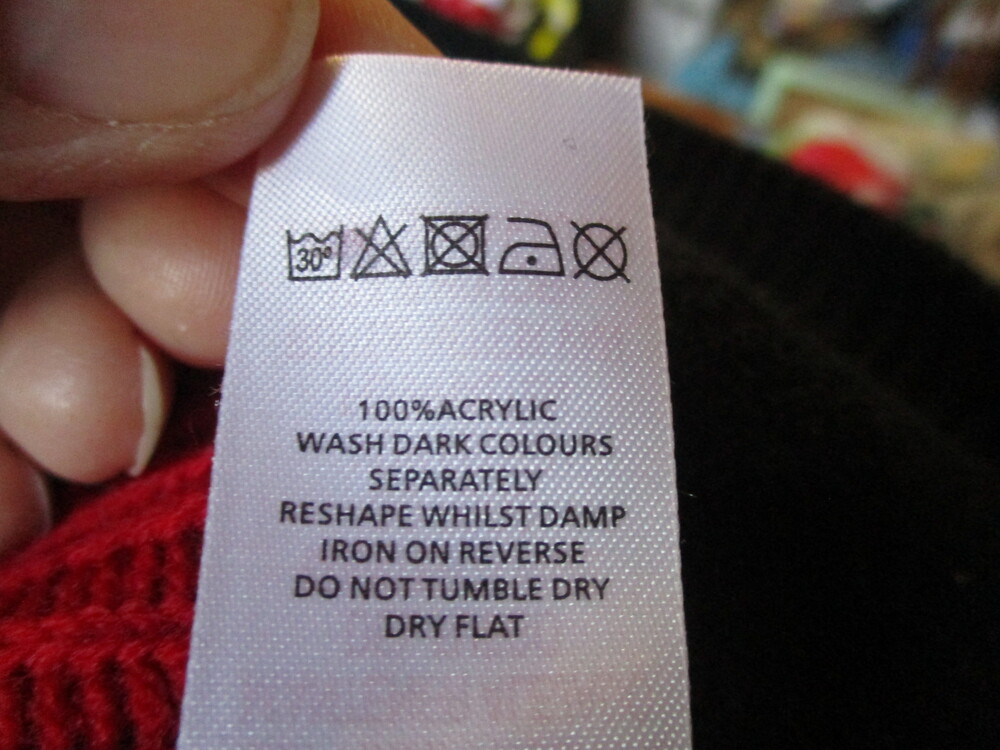 30°
100%ACRYLIC
WASH DARK COLOURS
SEPARATELY
RESHAPE WHILST DAMP
IRON ON REVERSE
DO NOT TUMBLE DRY
DRY FLAT